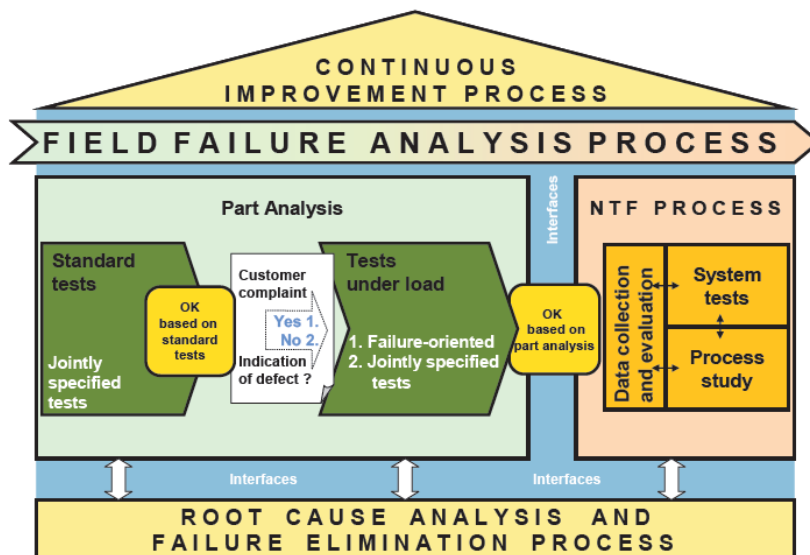 CONTINUOUS
IMPROVEMENT PROCESS
FIELD FAILURE ANALYSIS PROCESS
Part Analysis
Interfaces
NTF PROCESS
Standard
tests
Jointly
specified
tests
OK
based on
standard
tests
Customer
complaint
Yes 1.
No 2.
Indication
of defect ?
Tests
under load
1. Failure-oriented
2. Jointly specified
tests
OK
based on
part analysis
Data collection
and evaluation
System
tests
Process
study
Interfaces
Interfaces
ROOT CAUSE ANALYSIS AND
FAILURE ELIMINATION PROCESS